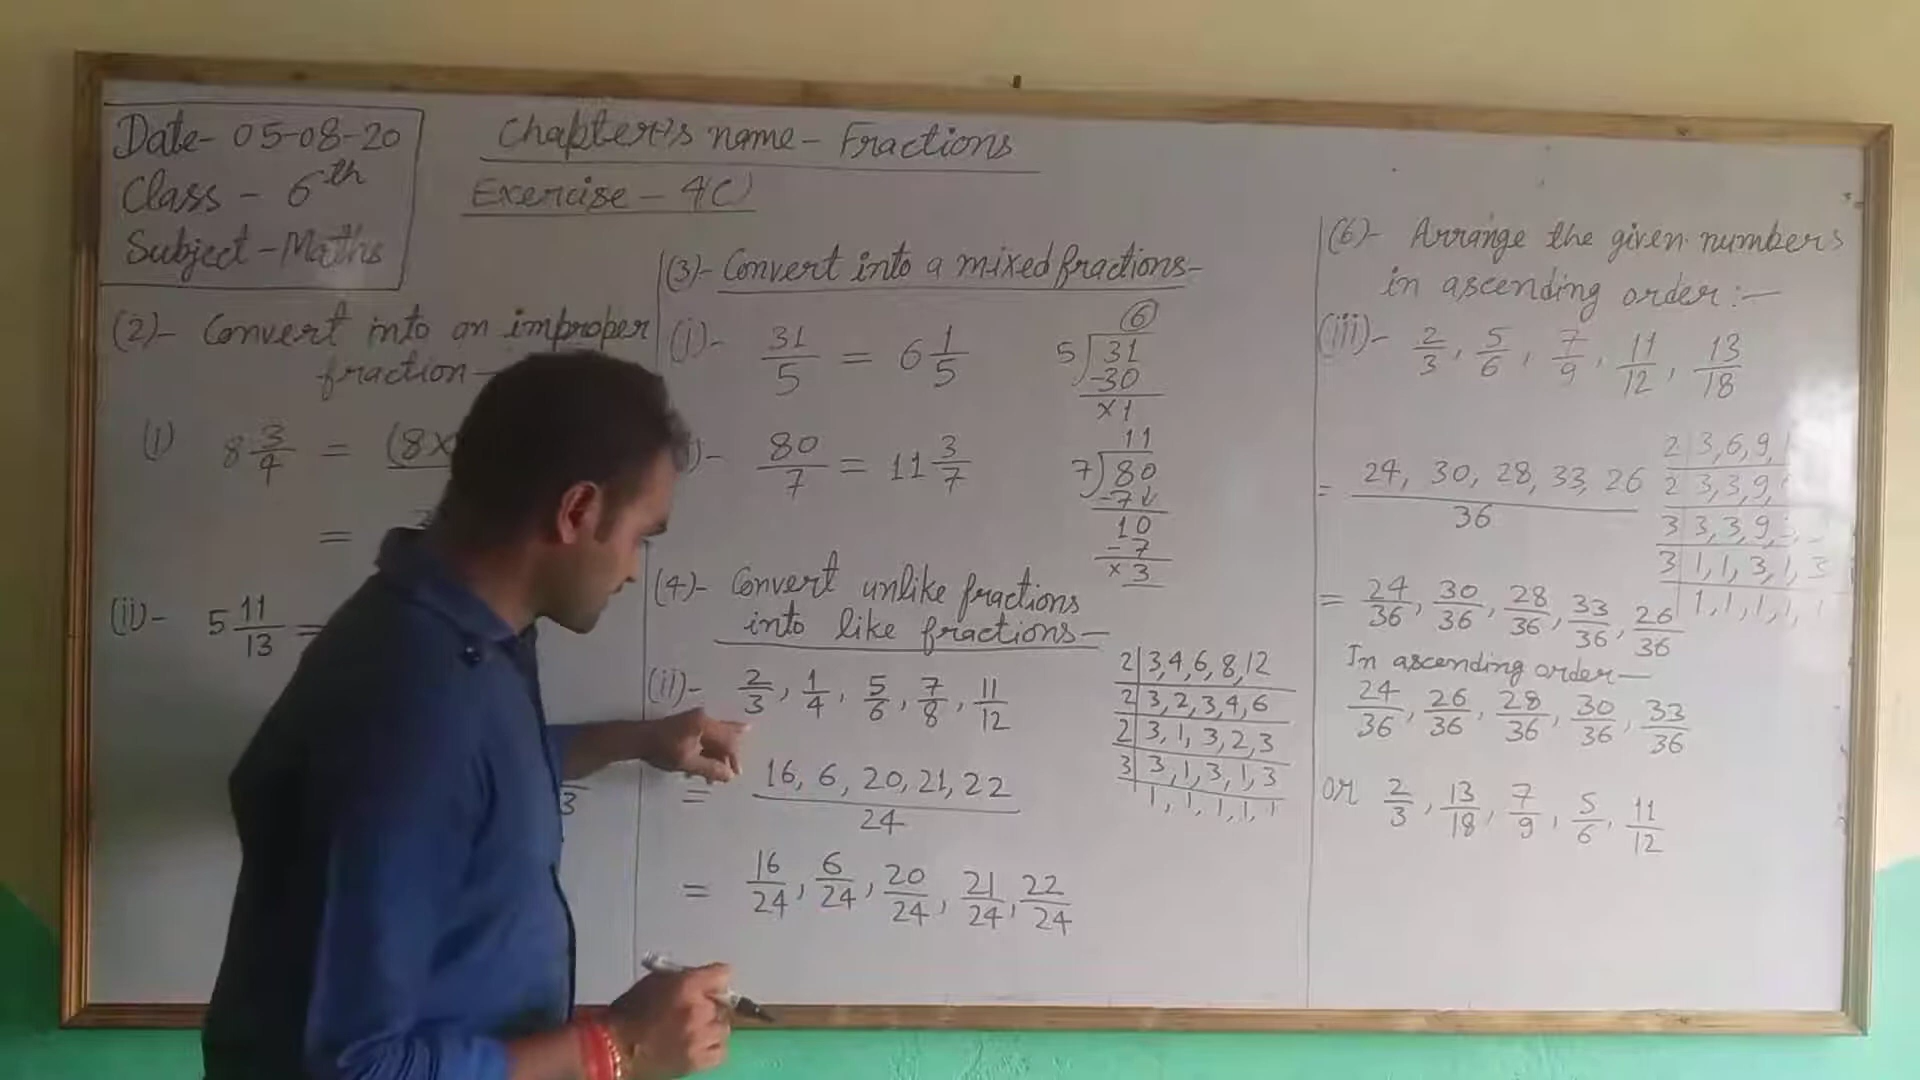 Date- 05-08-20
Class - 6th
Subject - Maths
Chapter's name - Fractions
Exercise - 4(C)
(2)- Convert into an improper
fraction-
(i) 8 3/4 = (8x
=
(ii)- 5 11/13 =
3
(3)- Convert into a mixed fractions-
(i)- 31/5 = 6 1/5
6
5)31
-30
x1
)- 80/7 = 11 3/7
11
7)80
-7↓
10
-7
x3
(4)- Convert unlike fractions
into like fractions-
(ii)- 2/3, 1/4, 5/6, 7/8, 11/12
= 16, 6, 20, 21, 22
24
= 16/24, 6/24, 20/24, 21/24, 22/24
2|3,4,6,8,12
2|3,2,3,4,6
2|3,1,3,2,3
3|3,1,3,1,3
1,1,1,1,1
(6)- Arrange the given numbers
in ascending order:-
(iii)- 2/3, 5/6, 7/9, 11/12, 13/18
= 24, 30, 28, 33, 26
36
2|3,6,9,
2|3,3,9,
3|3,3,9,3,
3|1,1,3,1,3
1,1,1,1,1
= 24/36, 30/36, 28/36, 33/36, 26/36
In ascending order-
24/36, 26/36, 28/36, 30/36, 33/36
or 2/3, 13/18, 7/9, 5/6, 11/12